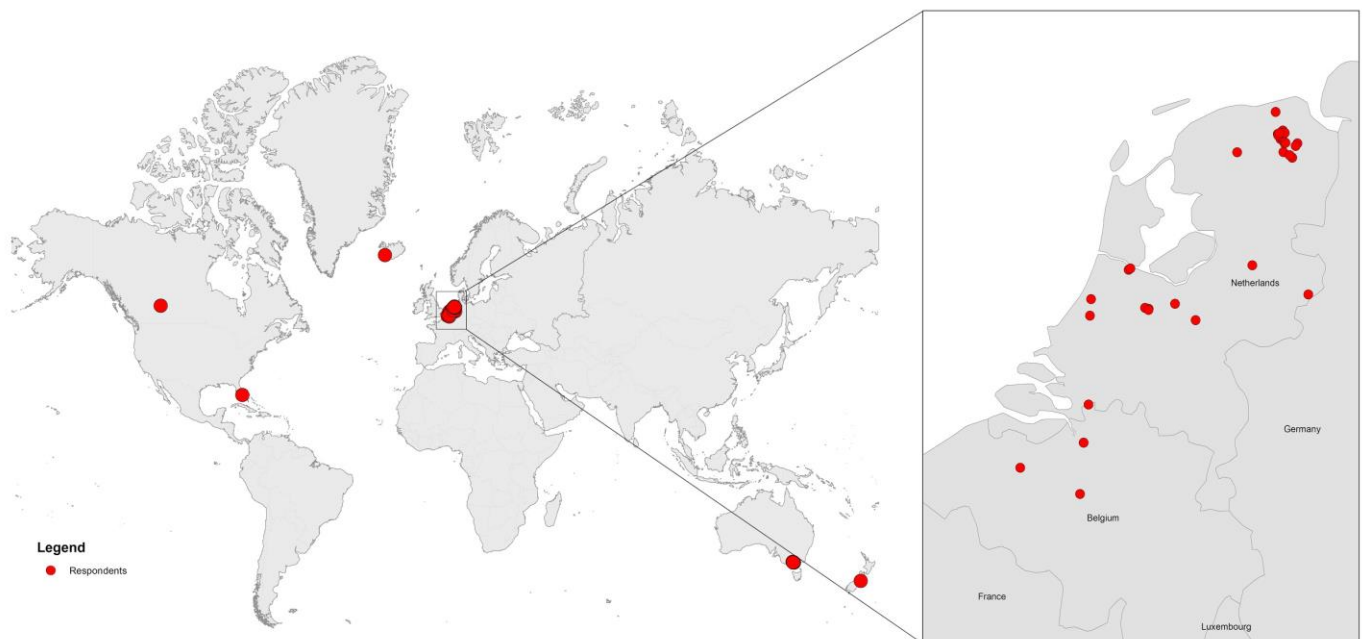 Legend
Respondents
Netherlands
Germany
Belgium
France
Luxembourg